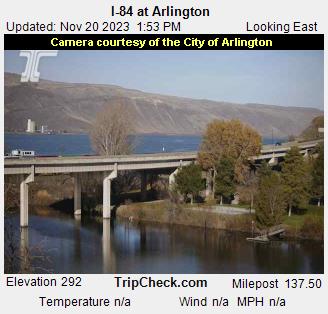 I-84 at Arlington
Updated: Nov 20 2023 1:53 PM Looking East
Camera courtesy of the City of Arlington
Elevation 292 TripCheck.com Milepost 137.50
Temperature n/a Wind n/a MPH n/a